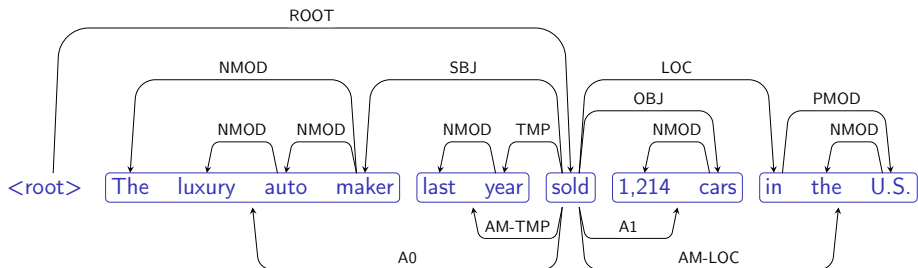 ROOT
NMOD SBJ LOC
OBJ PMOD
NMOD NMOD NMOD TMP NMOD NMOD
<root> The luxury auto maker last year sold 1,214 cars in the U.S.
AM-TMP A1
A0 AM-LOC